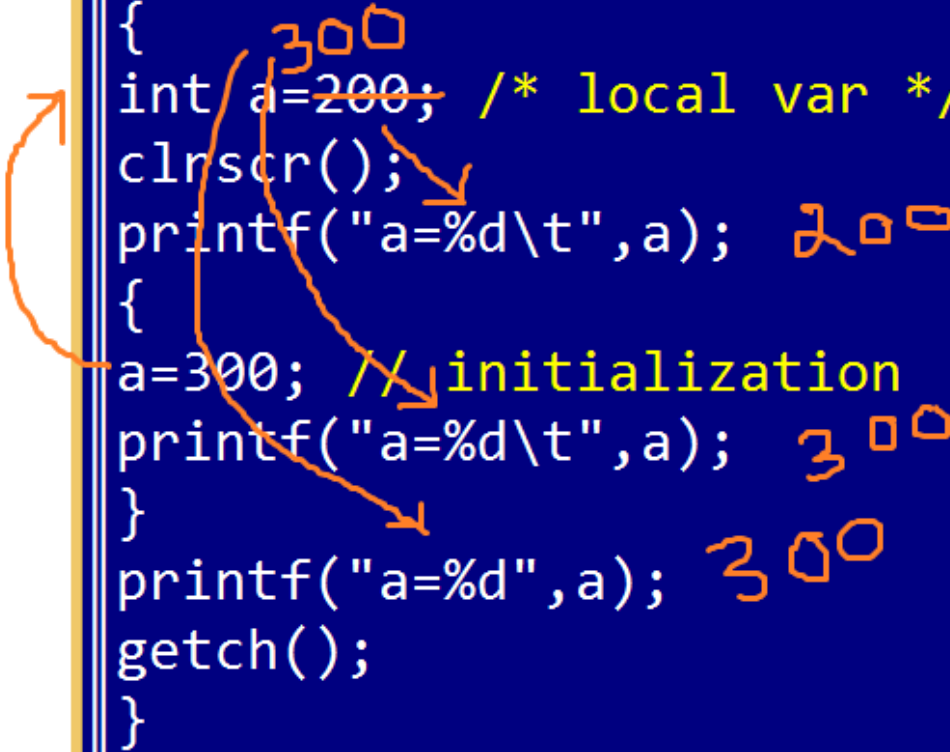 {
300
int a=200; /* local var */
clrscr();
printf("a=%d\t",a); 200
{
a=300; // initialization
printf("a=%d\t",a); 300
}
printf("a=%d",a); 300
getch();
}